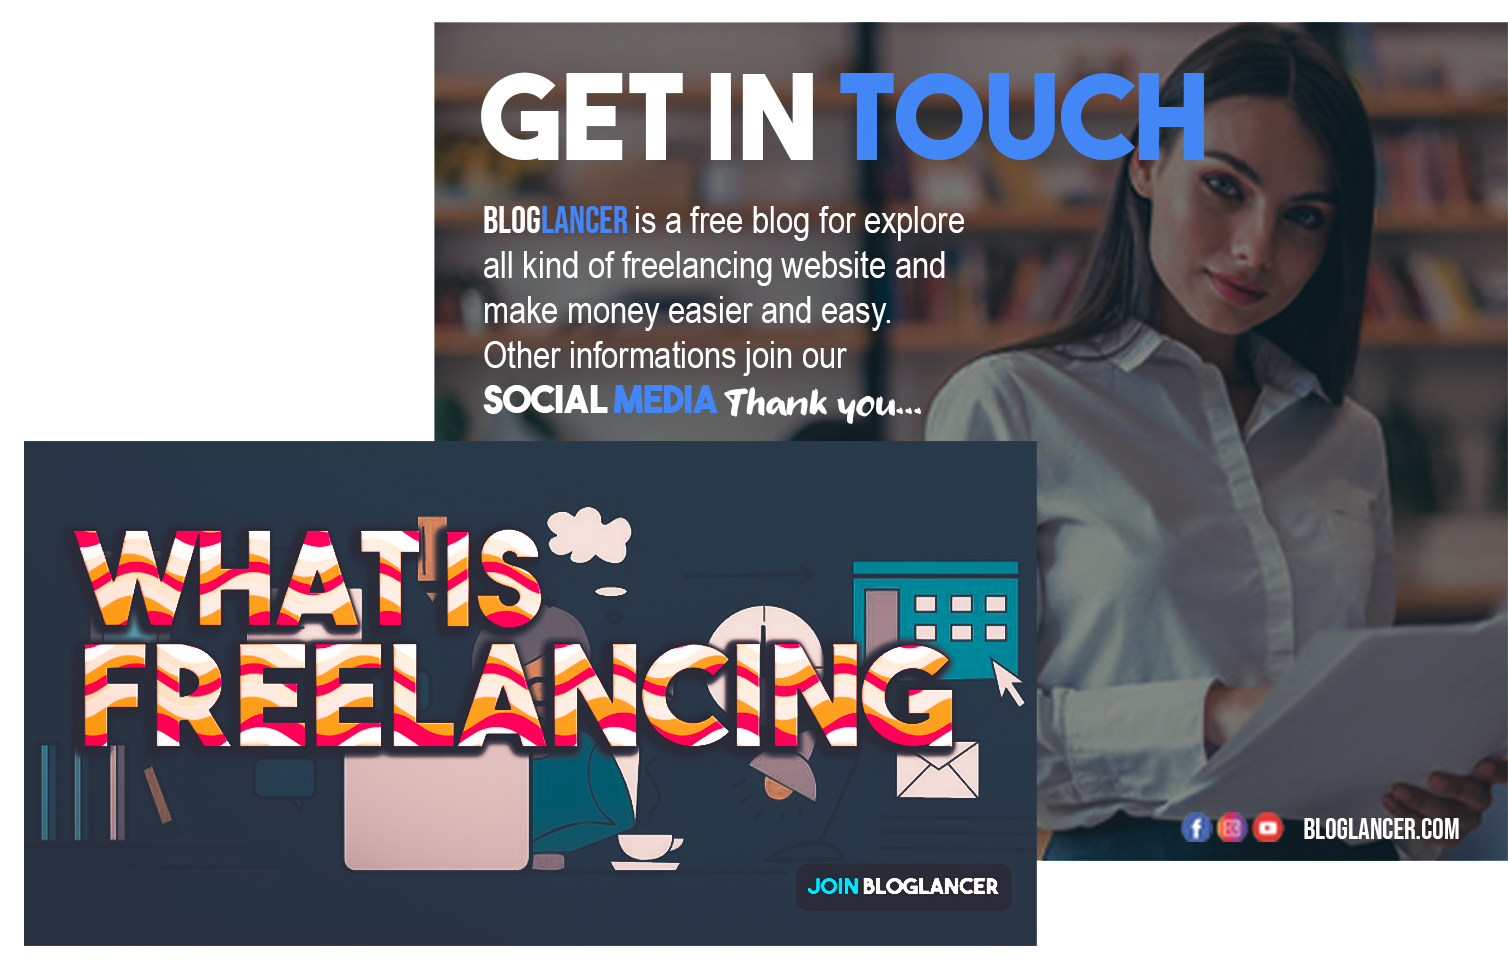 GET IN TOUCH
BLOGLANCER is a free blog for explore
all kind of freelancing website and
make money easier and easy.
Other informations join our
SOCIAL MEDIA Thank you...
WHAT IS
FREELANCING
JOIN BLOGLANCER
BLOGLANCER.COM